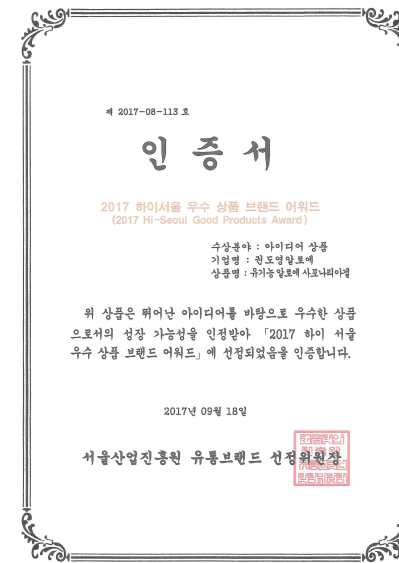 제 2017-08-113 호
인 증 서
2017 하이서울 우수 상품 브랜드 어워드
(2017 Hi-Seoul Good Products Award)
수상분야 : 아이디어 상품
기업명 : 권도영알로에
상품명 : 유기농알로에 사포나리아겔
위 상품은 뛰어난 아이디어를 바탕으로 우수한 상품
으로서의 성장 가능성을 인정받아 「2017 하이 서울
우수 상품 브랜드 어워드」에 선정되었음을 인증합니다.
2017년 09월 18일
서울산업진흥원 유통브랜드 선정위원장